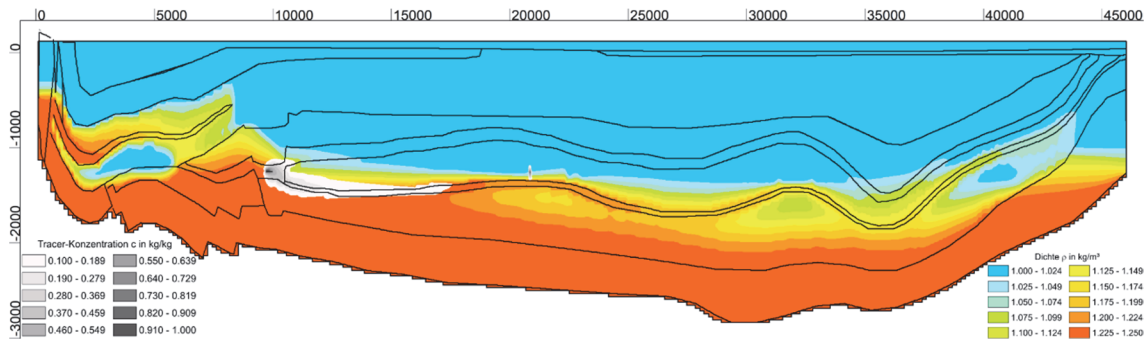 0 5000 10000 15000 20000 25000 30000 35000 40000 45000
0
-1000
-2000
-3000
Tracer-Konzentration c in kg/kg
0.100 - 0.189 0.550 - 0.639
0.190 - 0.279 0.640 - 0.729
0.280 - 0.369 0.730 - 0.819
0.370 - 0.459 0.820 - 0.909
0.460 - 0.549 0.910 - 1.000
Dichte ρ in kg/m³
1.000 - 1.024 1.125 - 1.149
1.025 - 1.049 1.150 - 1.174
1.050 - 1.074 1.175 - 1.199
1.075 - 1.099 1.200 - 1.224
1.100 - 1.124 1.225 - 1.250